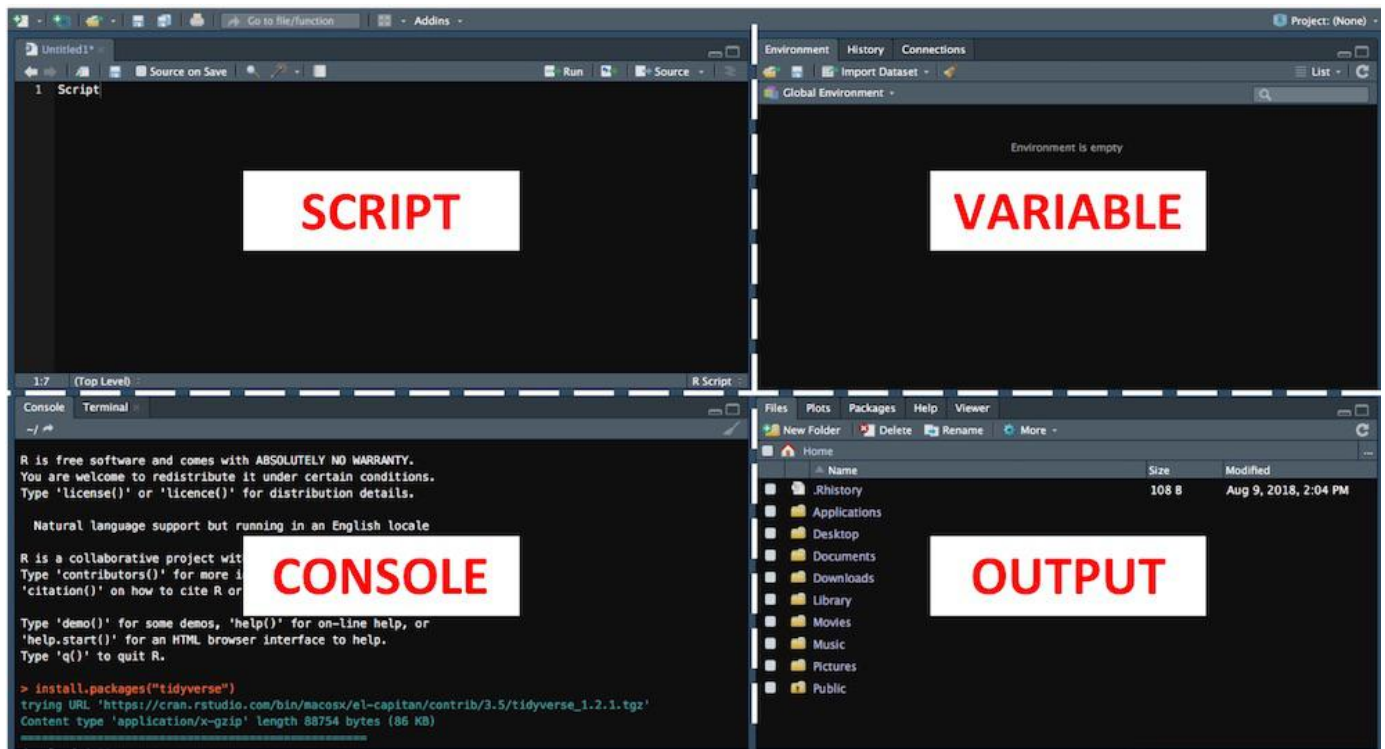 Go to file/function Addins Project: (None)
Untitled1*
Source on Save Run Source
1 Script
SCRIPT
1:7 (Top Level) R Script
Environment History Connections
Import Dataset List
Global Environment
Environment is empty
VARIABLE
Console Terminal
~/
R is free software and comes with ABSOLUTELY NO WARRANTY.
You are welcome to redistribute it under certain conditions.
Type 'license()' or 'licence()' for distribution details.
Natural language support but running in an English locale
R is a collaborative project wit
Type 'contributors()' for more i
'citation()' on how to cite R or
CONSOLE
Type 'demo()' for some demos, 'help()' for on-line help, or
'help.start()' for an HTML browser interface to help.
Type 'q()' to quit R.
> install.packages("tidyverse")
trying URL 'https://cran.rstudio.com/bin/macosx/el-capitan/contrib/3.5/tidyverse_1.2.1.tgz'
Content type 'application/x-gzip' length 88754 bytes (86 KB)
==================================================
Files Plots Packages Help Viewer
New Folder Delete Rename More
Home ...
Name Size Modified
.Rhistory 108 B Aug 9, 2018, 2:04 PM
Applications
Desktop
Documents
Downloads
Library
Movies
Music
Pictures
Public
OUTPUT